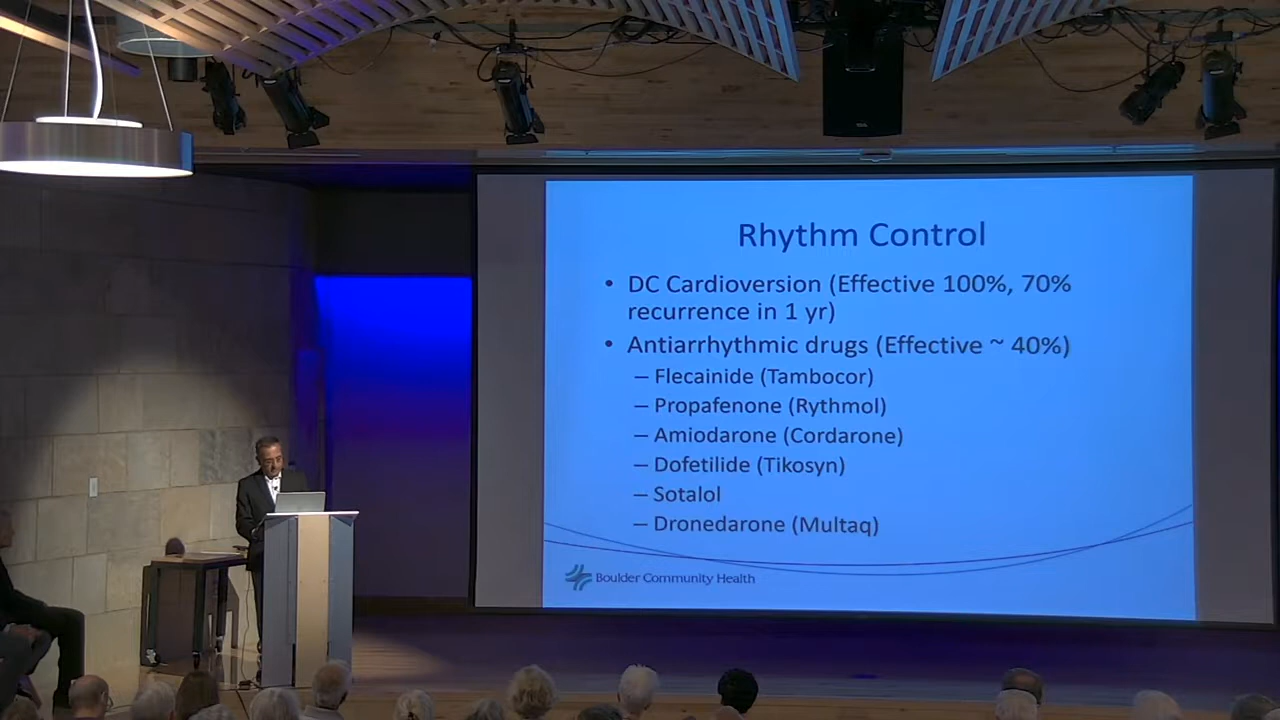 Rhythm Control
• DC Cardioversion (Effective 100%, 70%
recurrence in 1 yr)
• Antiarrhythmic drugs (Effective ~ 40%)
– Flecainide (Tambocor)
– Propafenone (Rythmol)
– Amiodarone (Cordarone)
– Dofetilide (Tikosyn)
– Sotalol
– Dronedarone (Multaq)
Boulder Community Health